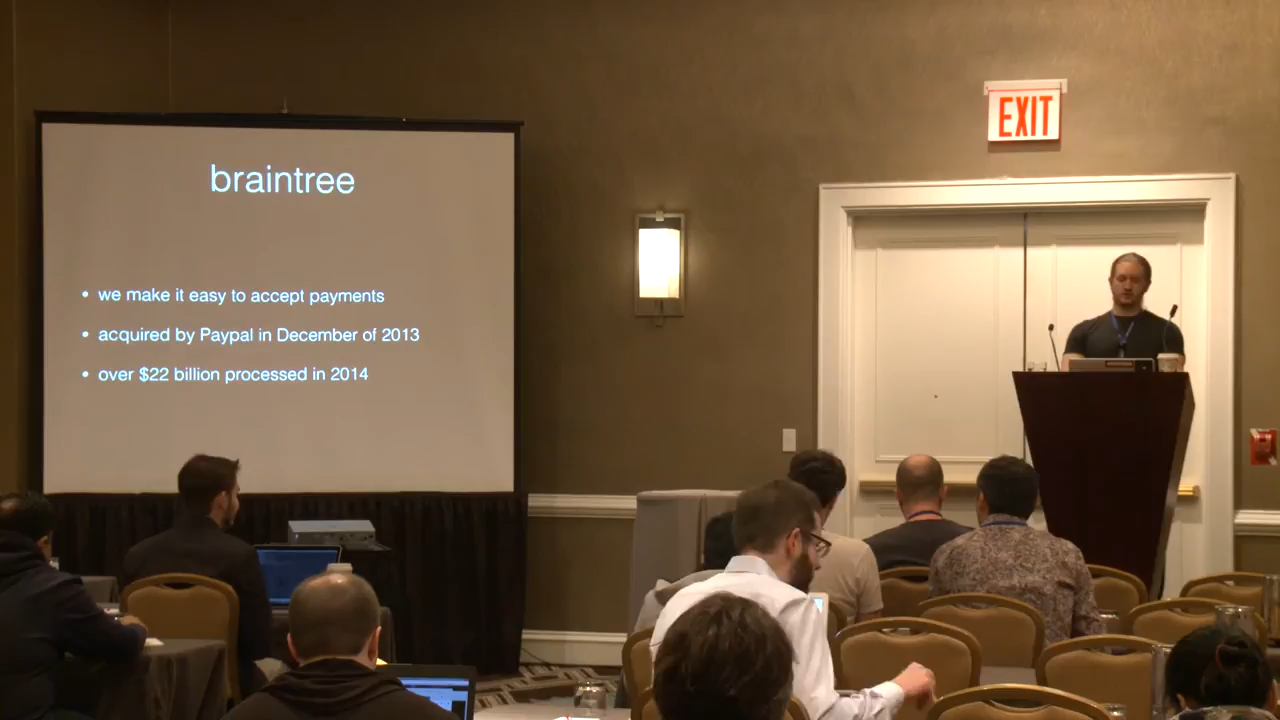 braintree
• we make it easy to accept payments
• acquired by Paypal in December of 2013
• over $22 billion processed in 2014
EXIT